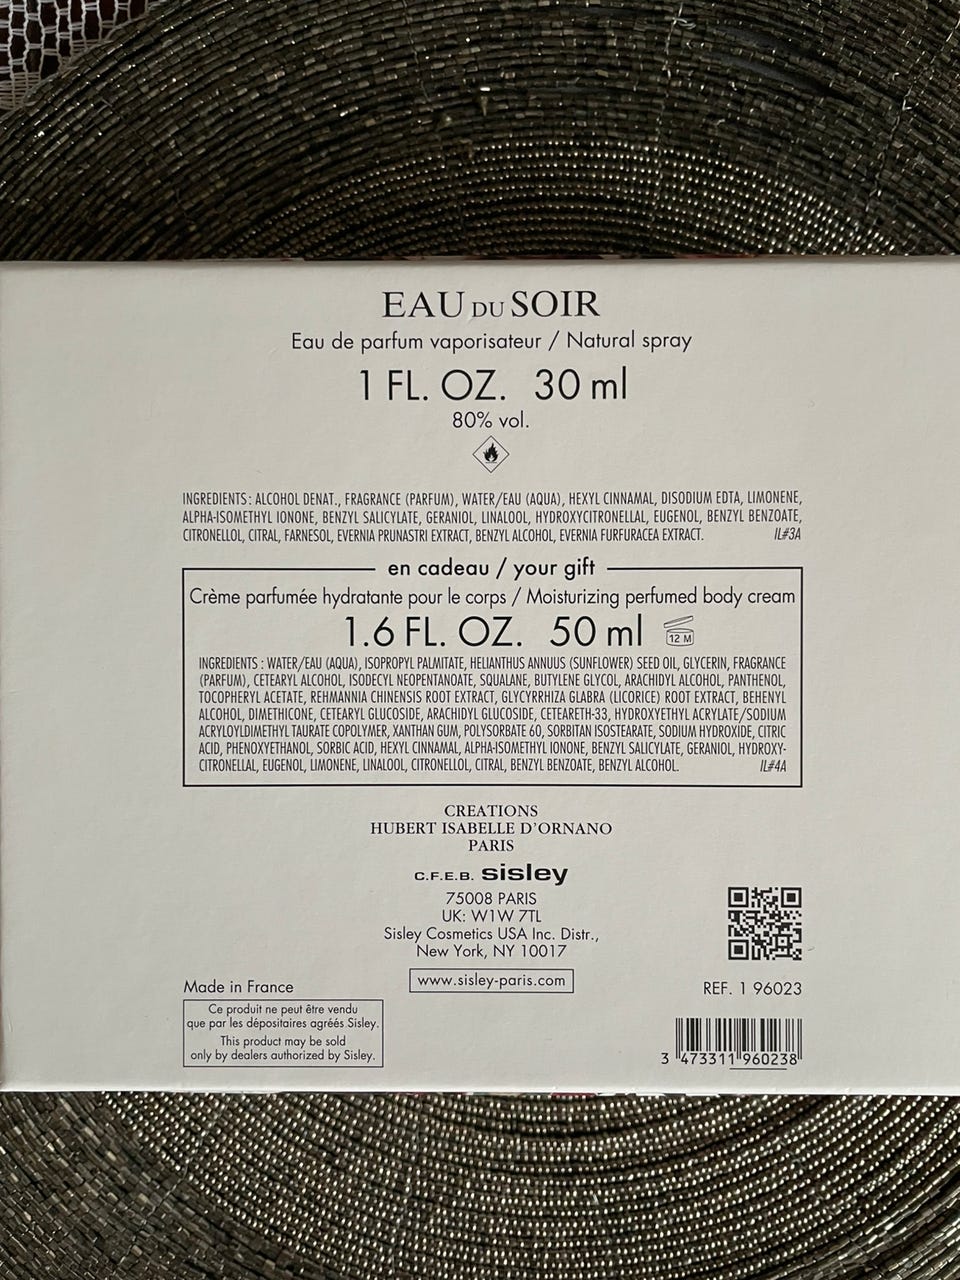 EAU DU SOIR
Eau de parfum vaporisateur / Natural spray
1 FL. OZ. 30 ml
80% vol.
INGREDIENTS: ALCOHOL DENAT., FRAGRANCE (PARFUM), WATER/EAU (AQUA), HEXYL CINNAMAL, DISODIUM EDTA, LIMONENE,
ALPHA-ISOMETHYL IONONE, BENZYL SALICYLATE, GERANIOL, LINALOOL, HYDROXYCITRONELLAL, EUGENOL, BENZYL BENZOATE,
CITRONELLOL, CITRAL, FARNESOL, EVERNIA PRUNASTRI EXTRACT, BENZYL ALCOHOL, EVERNIA FURFURACEA EXTRACT. IL#3A
en cadeau / your gift
Crème parfumée hydratante pour le corps / Moisturizing perfumed body cream
1.6 FL. OZ. 50 ml 12 M
INGREDIENTS : WATER/EAU (AQUA), ISOPROPYL PALMITATE, HELIANTHUS ANNUUS (SUNFLOWER) SEED OIL, GLYCERIN, FRAGRANCE
(PARFUM), CETEARYL ALCOHOL, ISODECYL NEOPENTANOATE, SQUALANE, BUTYLENE GLYCOL, ARACHIDYL ALCOHOL, PANTHENOL,
TOCOPHERYL ACETATE, REHMANNIA CHINENSIS ROOT EXTRACT, GLYCYRRHIZA GLABRA (LICORICE) ROOT EXTRACT, BEHENYL
ALCOHOL, DIMETHICONE, CETEARYL GLUCOSIDE, ARACHIDYL GLUCOSIDE, CETEARETH-33, HYDROXYETHYL ACRYLATE/SODIUM
ACRYLOYLDIMETHYL TAURATE COPOLYMER, XANTHAN GUM, POLYSORBATE 60, SORBITAN ISOSTEARATE, SODIUM HYDROXIDE, CITRIC
ACID, PHENOXYETHANOL, SORBIC ACID, HEXYL CINNAMAL, ALPHA-ISOMETHYL IONONE, BENZYL SALICYLATE, GERANIOL, HYDROXY-
CITRONELLAL, EUGENOL, LIMONENE, LINALOOL, CITRONELLOL, CITRAL, BENZYL BENZOATE, BENZYL ALCOHOL. IL#4A
CREATIONS
HUBERT ISABELLE D'ORNANO
PARIS
C.F.E.B. sisley
75008 PARIS
UK: W1W 7TL
Sisley Cosmetics USA Inc. Distr.,
New York, NY 10017
www.sisley-paris.com
Made in France
Ce produit ne peut être vendu
que par les dépositaires agréés Sisley.
This product may be sold
only by dealers authorized by Sisley.
REF. 1 96023
3 473311 960238